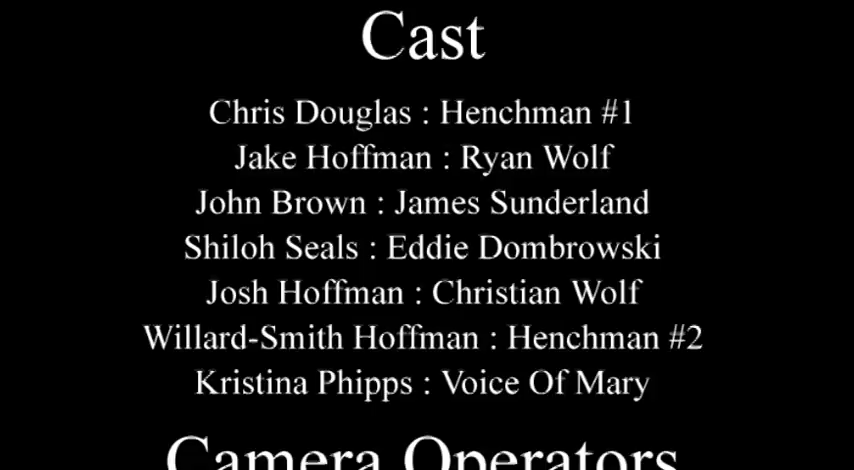 Cast
Chris Douglas : Henchman #1
Jake Hoffman : Ryan Wolf
John Brown : James Sunderland
Shiloh Seals : Eddie Dombrowski
Josh Hoffman : Christian Wolf
Willard-Smith Hoffman : Henchman #2
Kristina Phipps : Voice Of Mary
Camera Operators